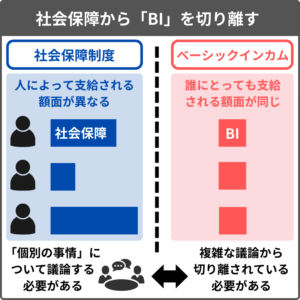 社会保障から「BI」を切り離す
社会保障制度
人によって支給される
額面が異なる
社会保障
「個別の事情」に
ついて議論する
必要がある
ベーシックインカム
誰にとっても支給
される額面が同じ
BI
複雑な議論から
切り離されている
必要がある